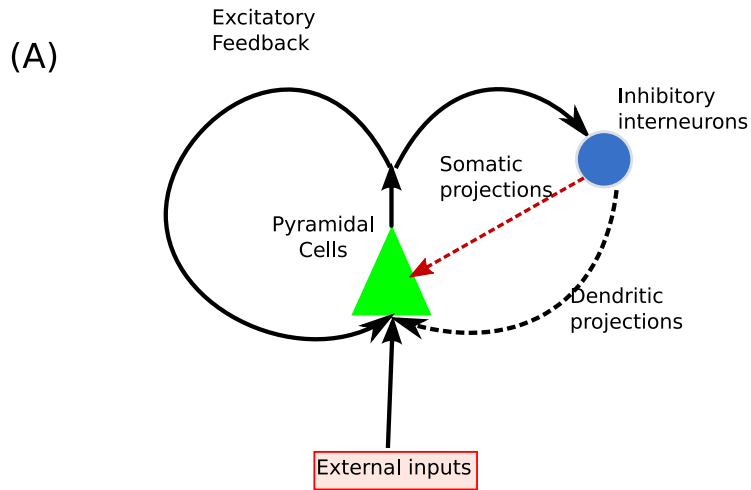 Excitatory
Feedback
(A)
Inhibitory
interneurons
Somatic
projections
Pyramidal
Cells
Dendritic
projections
External inputs